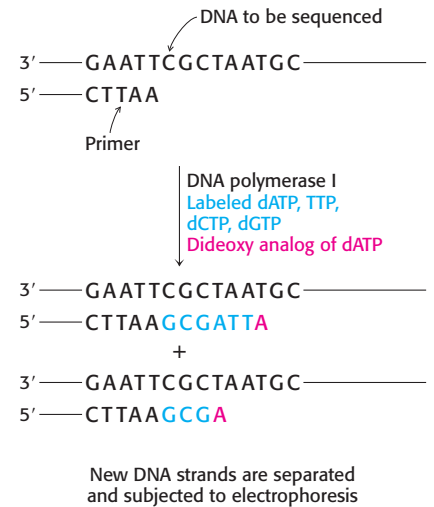 DNA to be sequenced
3′ GAATTCGCTAATGC
5′ CTTAA
Primer
DNA polymerase I
Labeled dATP, TTP,
dCTP, dGTP
Dideoxy analog of dATP
3′ GAATTCGCTAATGC
5′ CTTAAGCGATTA
+
3′ GAATTCGCTAATGC
5′ CTTAAGCGA
New DNA strands are separated
and subjected to electrophoresis